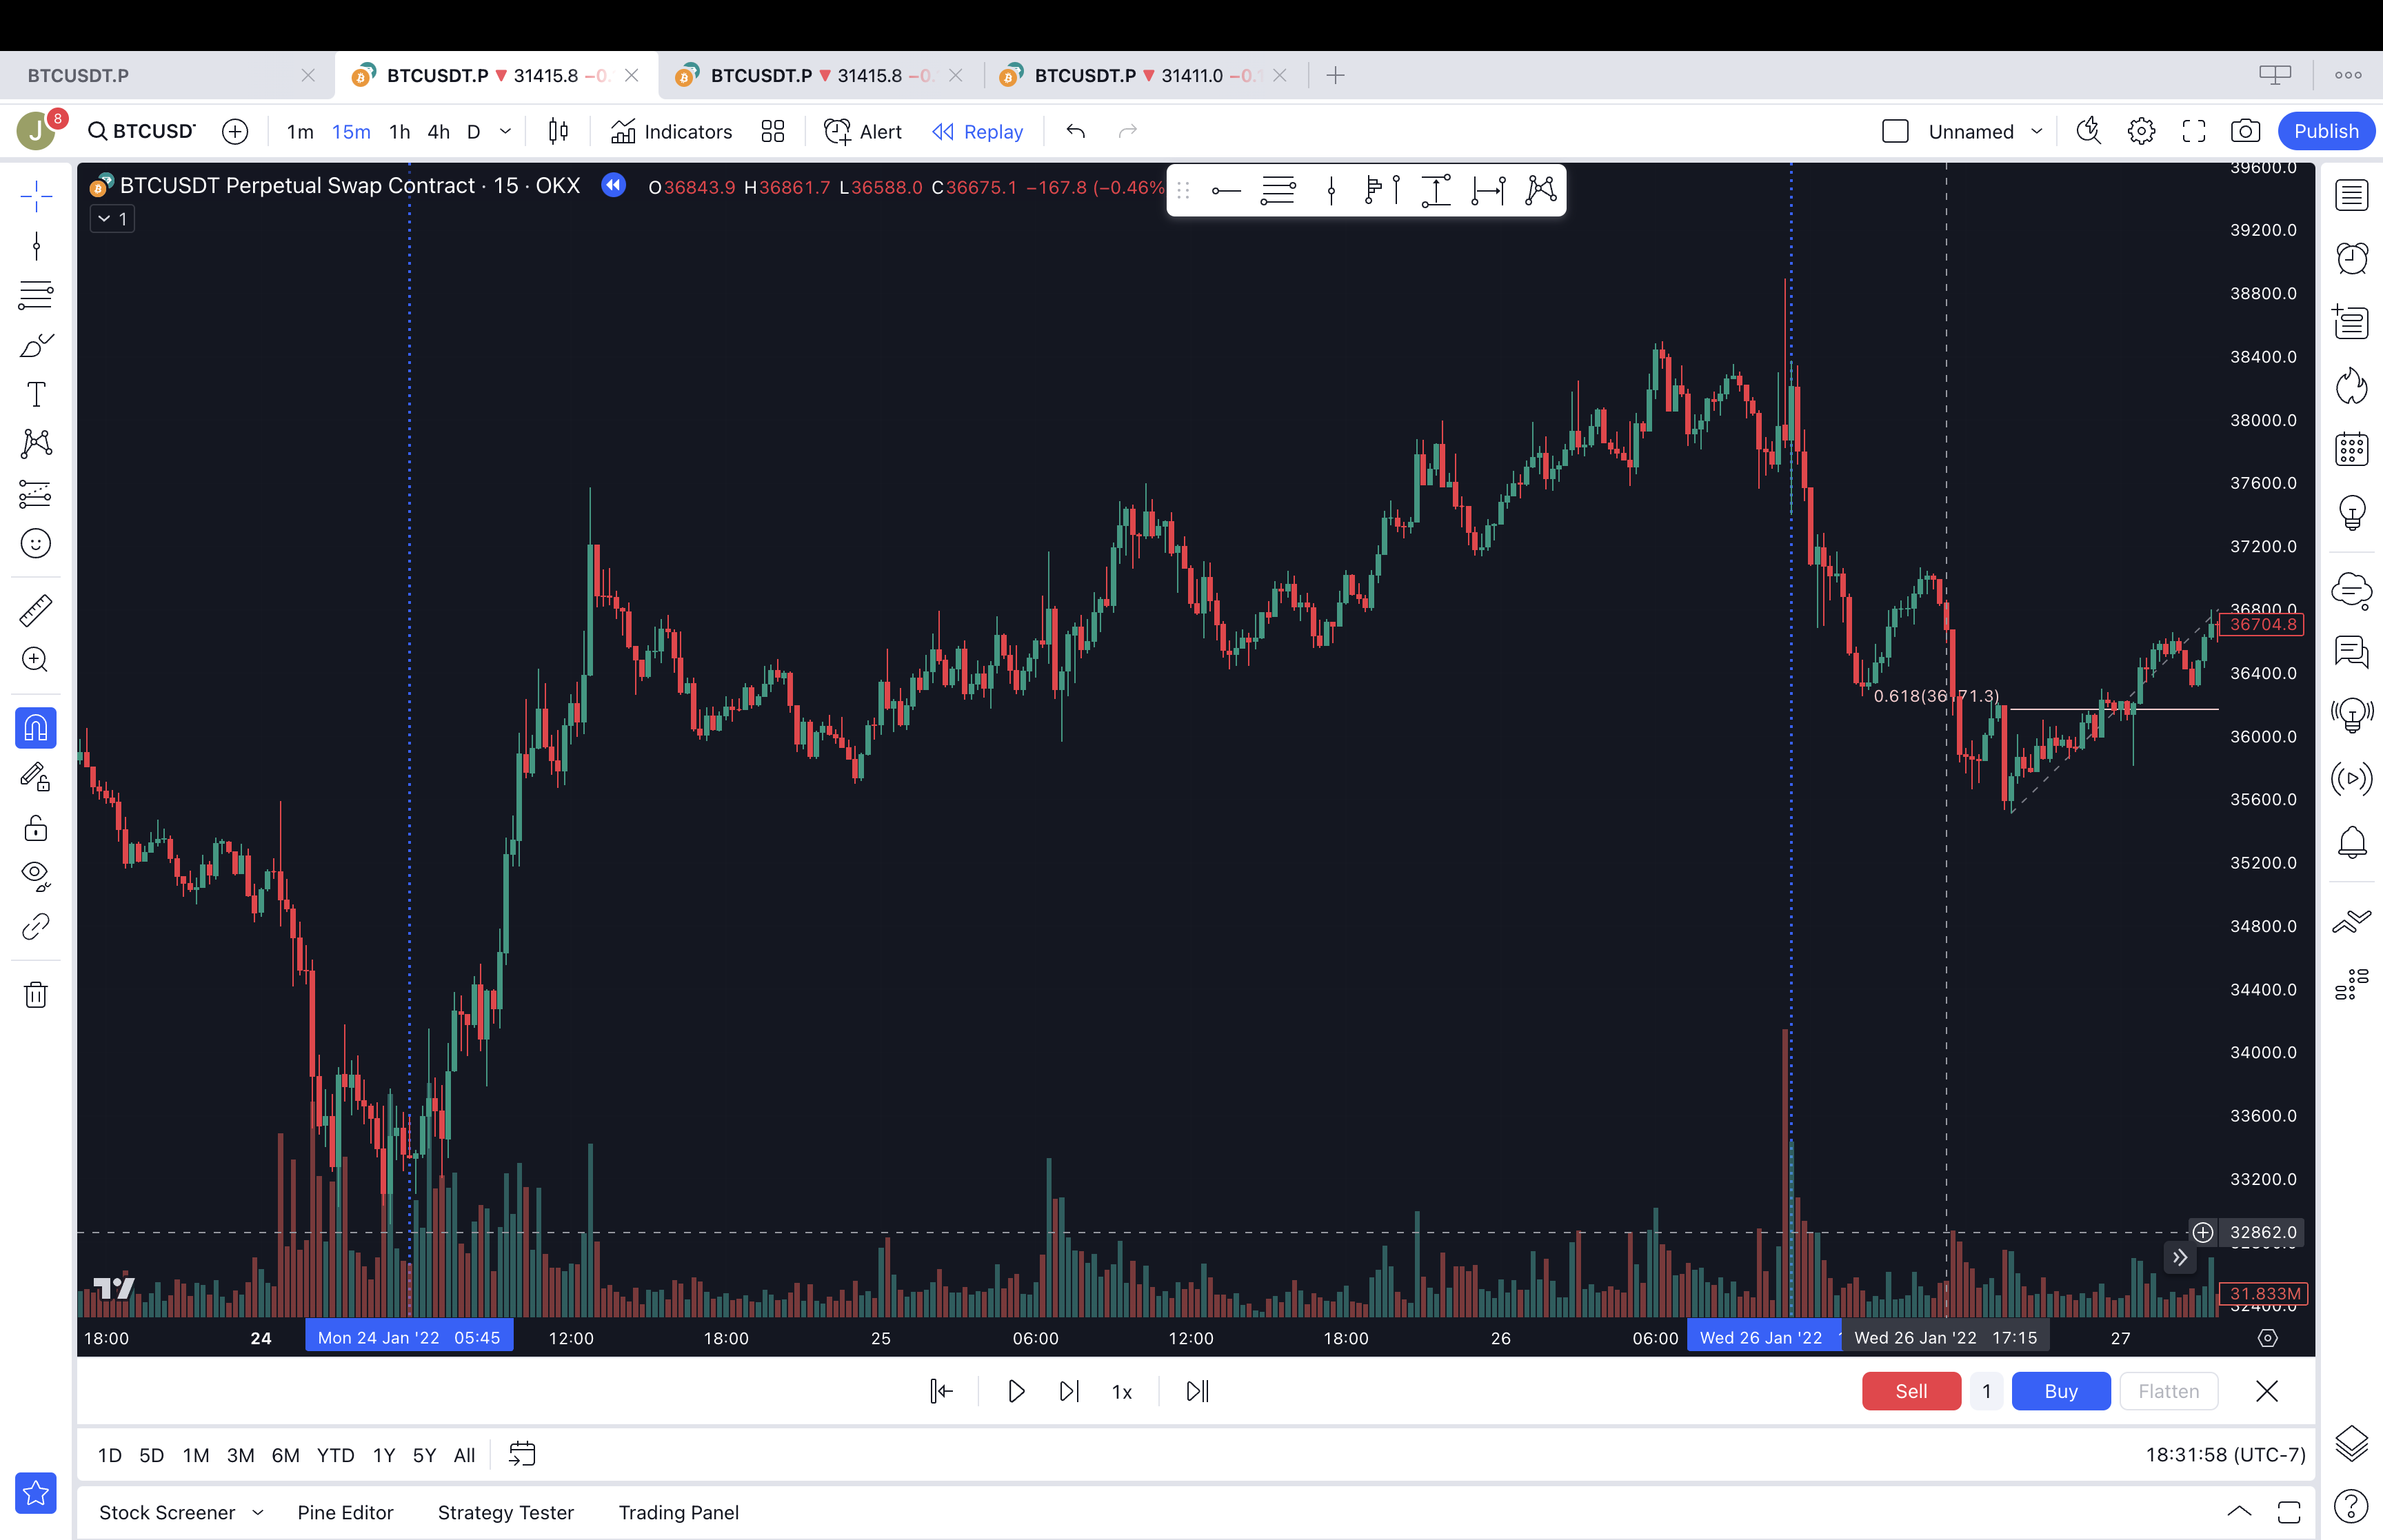 BTCUSDT.P
BTCUSDT.P 31415.8 −0.
BTCUSDT.P 31415.8 −0.
BTCUSDT.P 31411.0 −0.1
J 8 BTCUSD 1m 15m 1h 4h D Indicators Alert Replay Unnamed Publish
BTCUSDT Perpetual Swap Contract · 15 · OKX O36843.9 H36861.7 L36588.0 C36675.1 −167.8 (−0.46%
1
39600.0
39200.0
38800.0
38400.0
38000.0
37600.0
37200.0
36800.0
36704.8
36400.0
0.618(36 71.3)
36000.0
35600.0
35200.0
34800.0
34400.0
34000.0
33600.0
33200.0
32862.0
31.833M
32400.0
18:00 24 Mon 24 Jan '22 05:45 12:00 18:00 25 06:00 12:00 18:00 26 06:00 Wed 26 Jan '22 Wed 26 Jan '22 17:15 27
1x Sell 1 Buy Flatten
1D 5D 1M 3M 6M YTD 1Y 5Y All 18:31:58 (UTC-7)
Stock Screener Pine Editor Strategy Tester Trading Panel